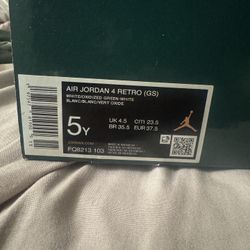 AIR JORDAN 4 RETRO (GS)
WHITE/OXIDIZED GREEN-WHITE
BLANC/BLANC/VERT OXIDE
5Y
UK 4.5 CM 23.5
BR 35.5 EUR 37.5
FQ8213 103